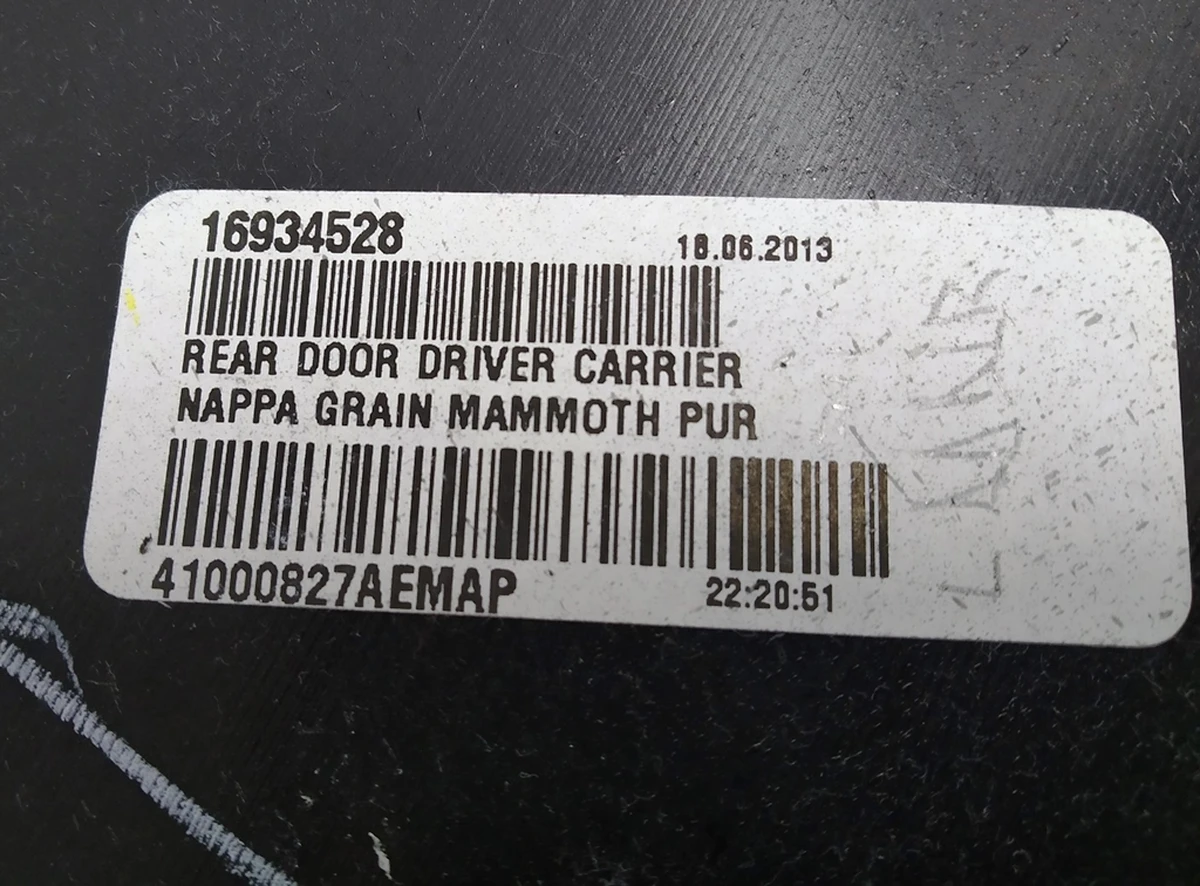 16934528
18.06.2013
REAR DOOR DRIVER CARRIER
NAPPA GRAIN MAMMOTH PUR
41000827AEMAP
22:20:51